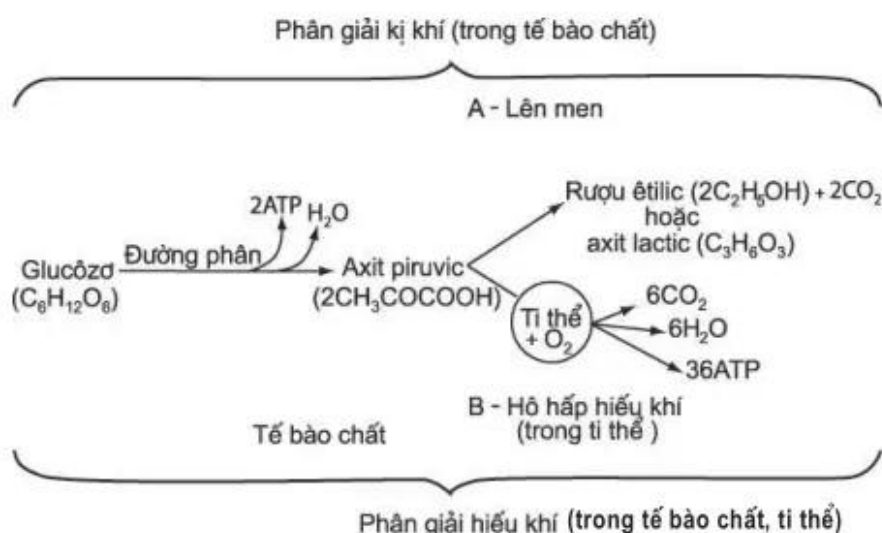 Phân giải kị khí (trong tế bào chất)
A - Lên men
2ATP H₂O
Rượu êtilic (2C₂H₅OH) + 2CO₂
hoặc
axit lactic (C₃H₆O₃)
Đường phân
Glucôzơ
(C₆H₁₂O₆)
Axit piruvic
(2CH₃COCOOH)
Ti thể
+ O₂
6CO₂
6H₂O
36ATP
B - Hô hấp hiếu khí
(trong ti thể )
Tế bào chất
Phân giải hiếu khí (trong tế bào chất, ti thể)